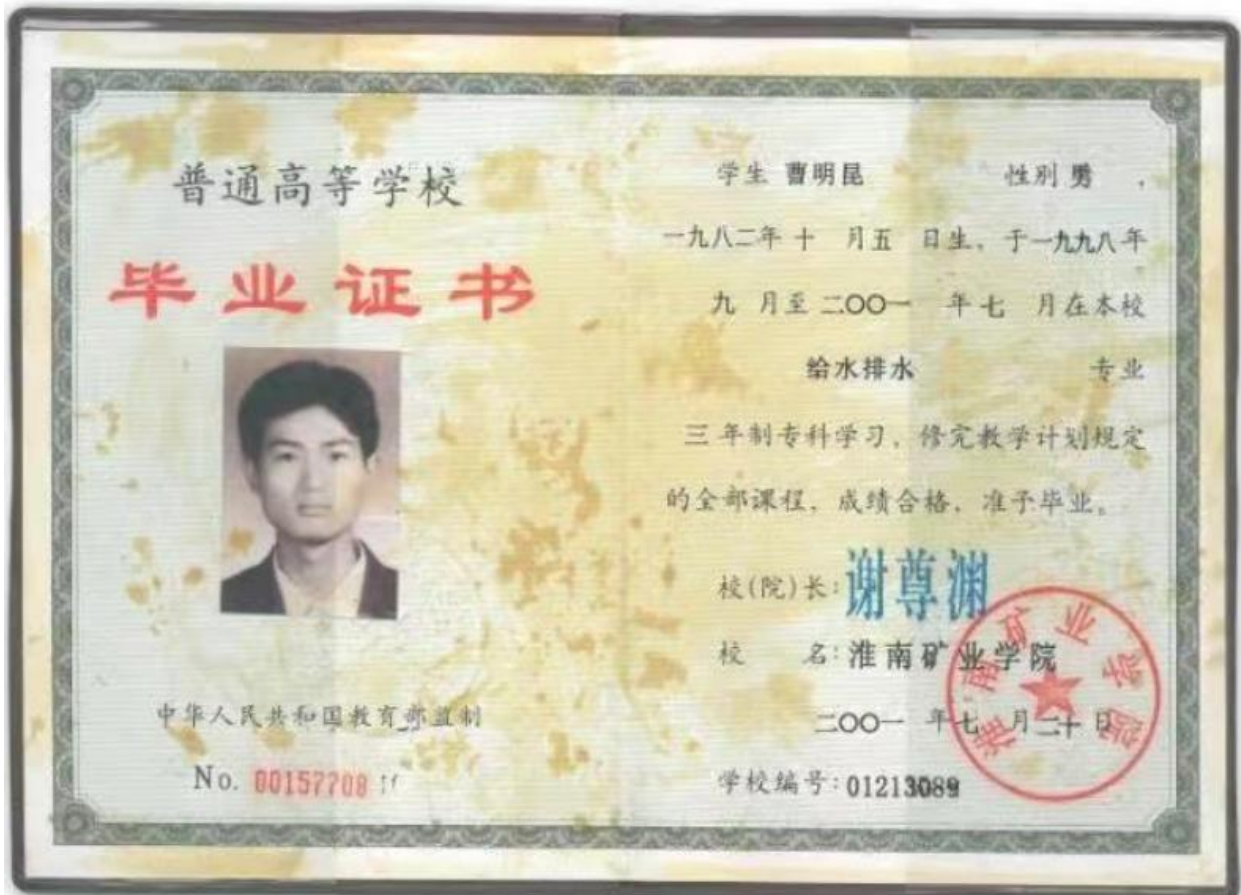 普通高等学校
毕业证书
中华人民共和国教育部监制
No. 00157708
学生 曹明昆 性别 男 ,
一九八二年 十 月五 日生, 于一九九八年
九 月至 二〇〇一 年 七 月在本校
给水排水 专业
三 年制专科学习, 修完教学计划规定
的全部课程, 成绩合格, 准予毕业。
校(院)长: 谢尊渊
校 名: 淮南矿业学院
二〇〇一 年七 月二十日
学校编号: 01213089
淮南矿业学院